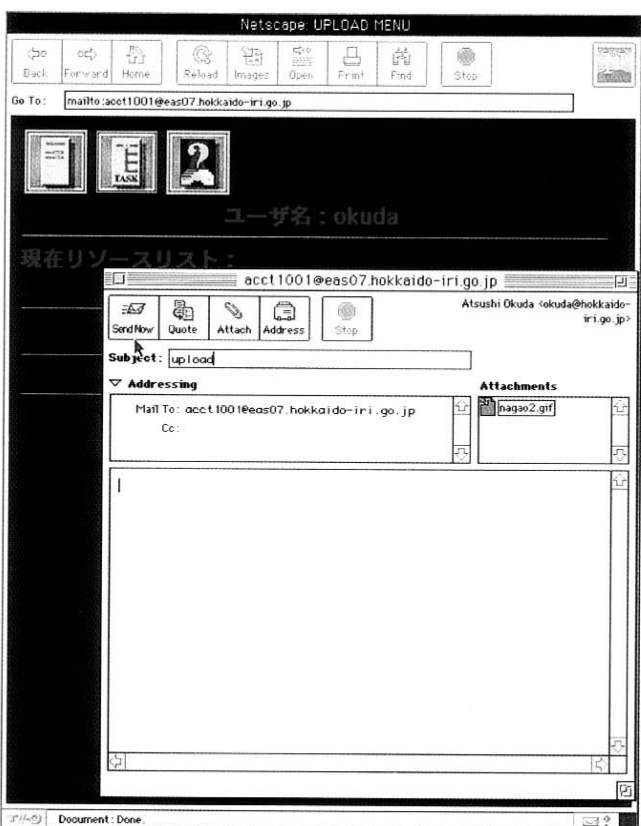 Netscape: UPLOAD MENU
Back Forward Home Reload Images Open Print Find Stop
Go To: mailto:acct1001@eas07.hokkaido-iri.go.jp
TASK
ユーザ名：okuda
現在リソースリスト：
acct1001@eas07.hokkaido-iri.go.jp
Send Now Quote Attach Address Stop
Atsushi Okuda <okuda@hokkaido-
iri.go.jp>
Subject: upload
Addressing
Attachments
Mail To: acct1001@eas07.hokkaido-iri.go.jp
nagao2.gif
Cc:
Document: Done.